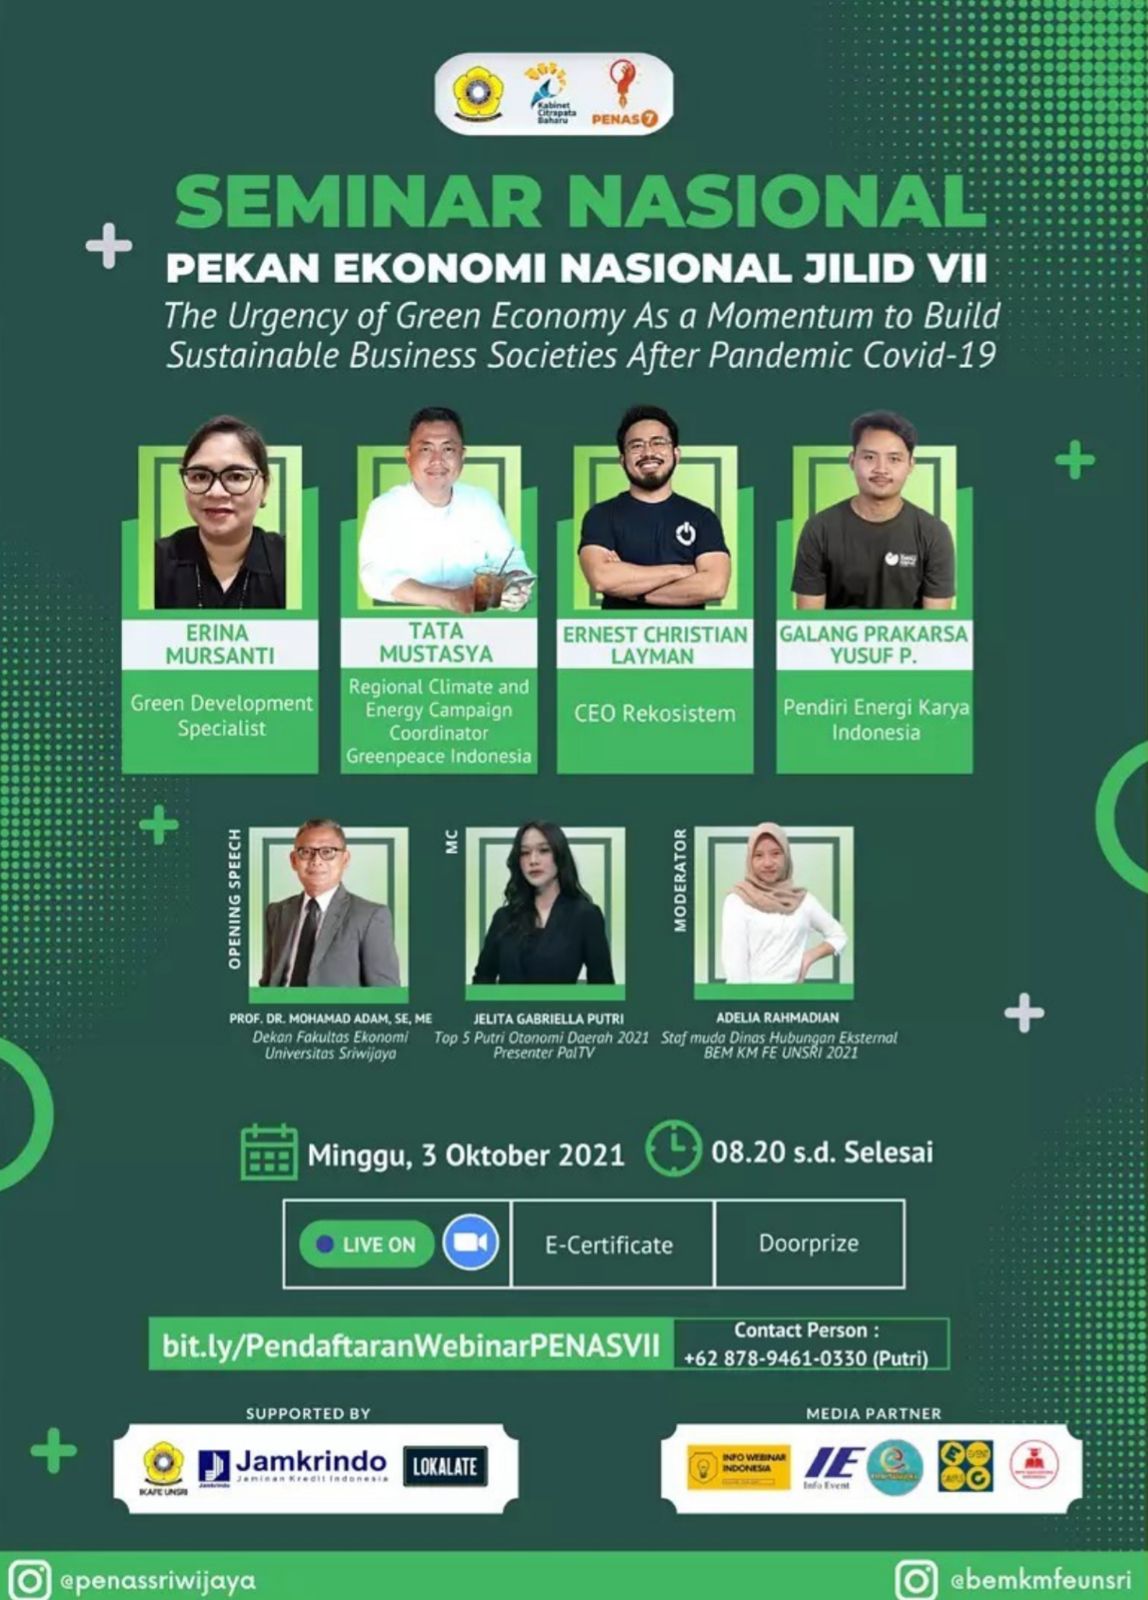 Kabinet
Citrapata
Baharu
PENAS 7
SEMINAR NASIONAL
PEKAN EKONOMI NASIONAL JILID VII
The Urgency of Green Economy As a Momentum to Build
Sustainable Business Societies After Pandemic Covid-19
ERINA
MURSANTI
Green Development
Specialist
TATA
MUSTASYA
Regional Climate and
Energy Campaign
Coordinator
Greenpeace Indonesia
ERNEST CHRISTIAN
LAYMAN
CEO Rekosistem
GALANG PRAKARSA
YUSUF P.
Pendiri Energi Karya
Indonesia
OPENING SPEECH
PROF. DR. MOHAMAD ADAM, SE, ME
Dekan Fakultas Ekonomi
Universitas Sriwijaya
MC
JELITA GABRIELLA PUTRI
Top 5 Putri Otonomi Daerah 2021
Presenter PalTV
MODERATOR
ADELIA RAHMADIAN
Staf muda Dinas Hubungan Eksternal
BEM KM FE UNSRI 2021
Minggu, 3 Oktober 2021
08.20 s.d. Selesai
LIVE ON
E-Certificate
Doorprize
bit.ly/PendaftaranWebinarPENASVII
Contact Person :
+62 878-9461-0330 (Putri)
SUPPORTED BY
IKAFE UNSRI
Jamkrindo
Jamkrindo
Jaminan Kredit Indonesia
LOKALATE
MEDIA PARTNER
INFO WEBINAR
INDONESIA
IE
Info Event
EVENT
@penassriwijaya
@bemkmfeunsri